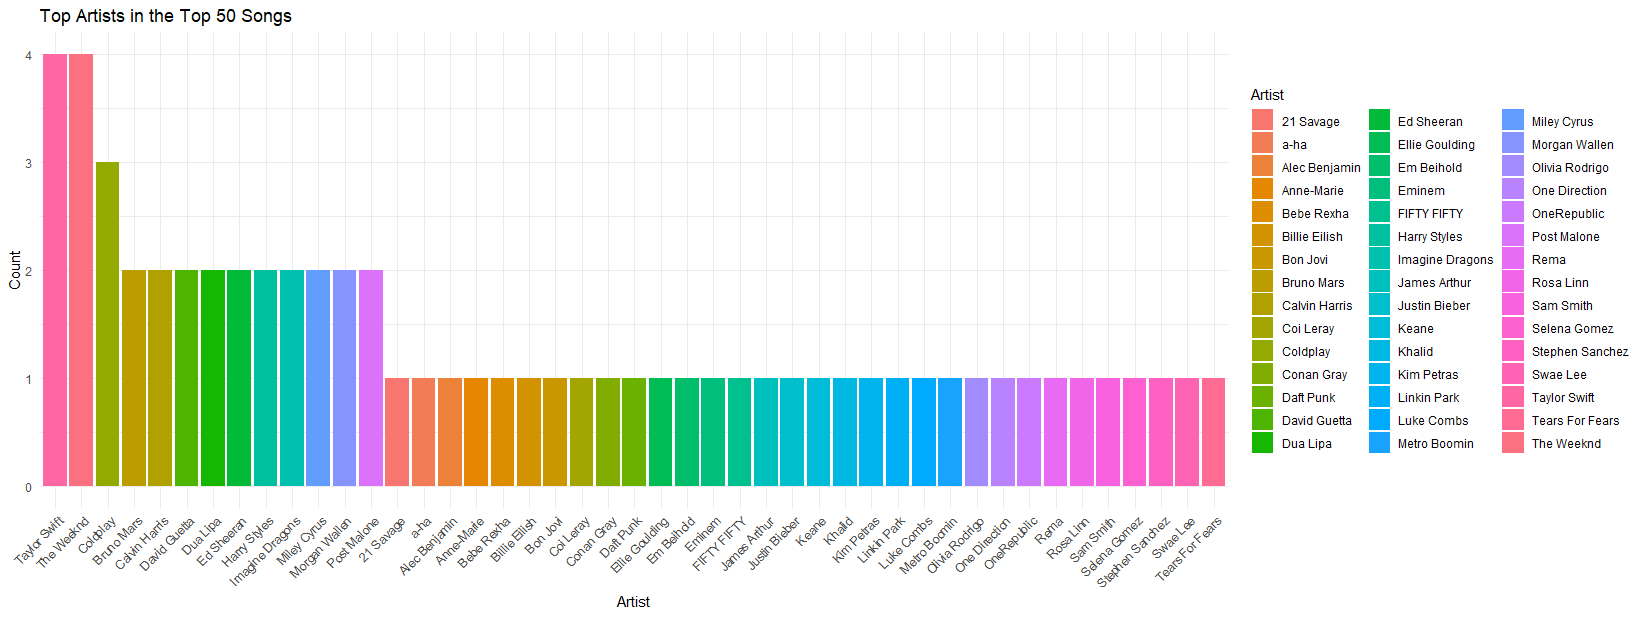 Top Artists in the Top 50 Songs
Count
4
3
2
1
0
Taylor Swift
The Weeknd
Coldplay
Bruno Mars
Calvin Harris
David Guetta
Dua Lipa
Ed Sheeran
Harry Styles
Imagine Dragons
Miley Cyrus
Morgan Wallen
Post Malone
21 Savage
a-ha
Alec Benjamin
Anne-Marie
Bebe Rexha
Billie Eilish
Bon Jovi
Coi Leray
Conan Gray
Daft Punk
Ellie Goulding
Em Beihold
Eminem
FIFTY FIFTY
James Arthur
Justin Bieber
Keane
Khalid
Kim Petras
Linkin Park
Luke Combs
Metro Boomin
Olivia Rodrigo
One Direction
OneRepublic
Rema
Rosa Linn
Sam Smith
Selena Gomez
Stephen Sanchez
Swae Lee
Tears For Fears
Artist
Artist
21 Savage
a-ha
Alec Benjamin
Anne-Marie
Bebe Rexha
Billie Eilish
Bon Jovi
Bruno Mars
Calvin Harris
Coi Leray
Coldplay
Conan Gray
Daft Punk
David Guetta
Dua Lipa
Ed Sheeran
Ellie Goulding
Em Beihold
Eminem
FIFTY FIFTY
Harry Styles
Imagine Dragons
James Arthur
Justin Bieber
Keane
Khalid
Kim Petras
Linkin Park
Luke Combs
Metro Boomin
Miley Cyrus
Morgan Wallen
Olivia Rodrigo
One Direction
OneRepublic
Post Malone
Rema
Rosa Linn
Sam Smith
Selena Gomez
Stephen Sanchez
Swae Lee
Taylor Swift
Tears For Fears
The Weeknd